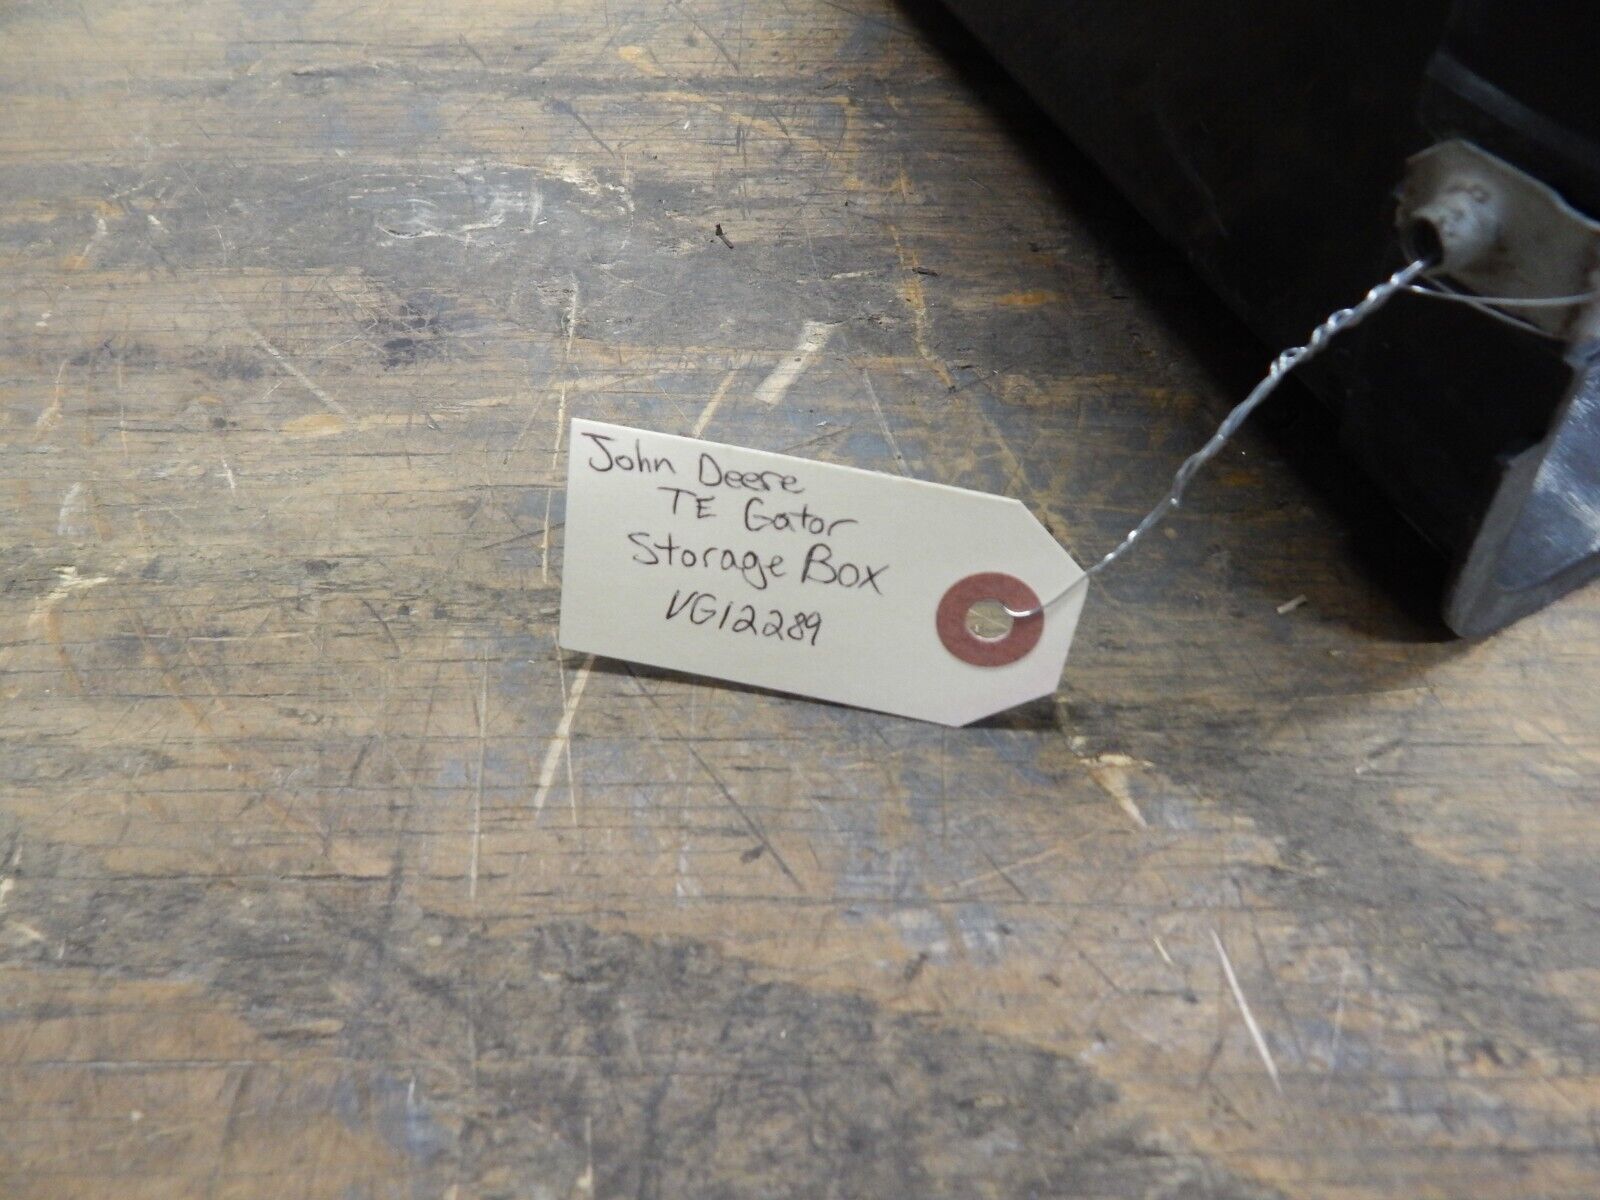 John Deere
TE Gator
Storage Box
VG12289